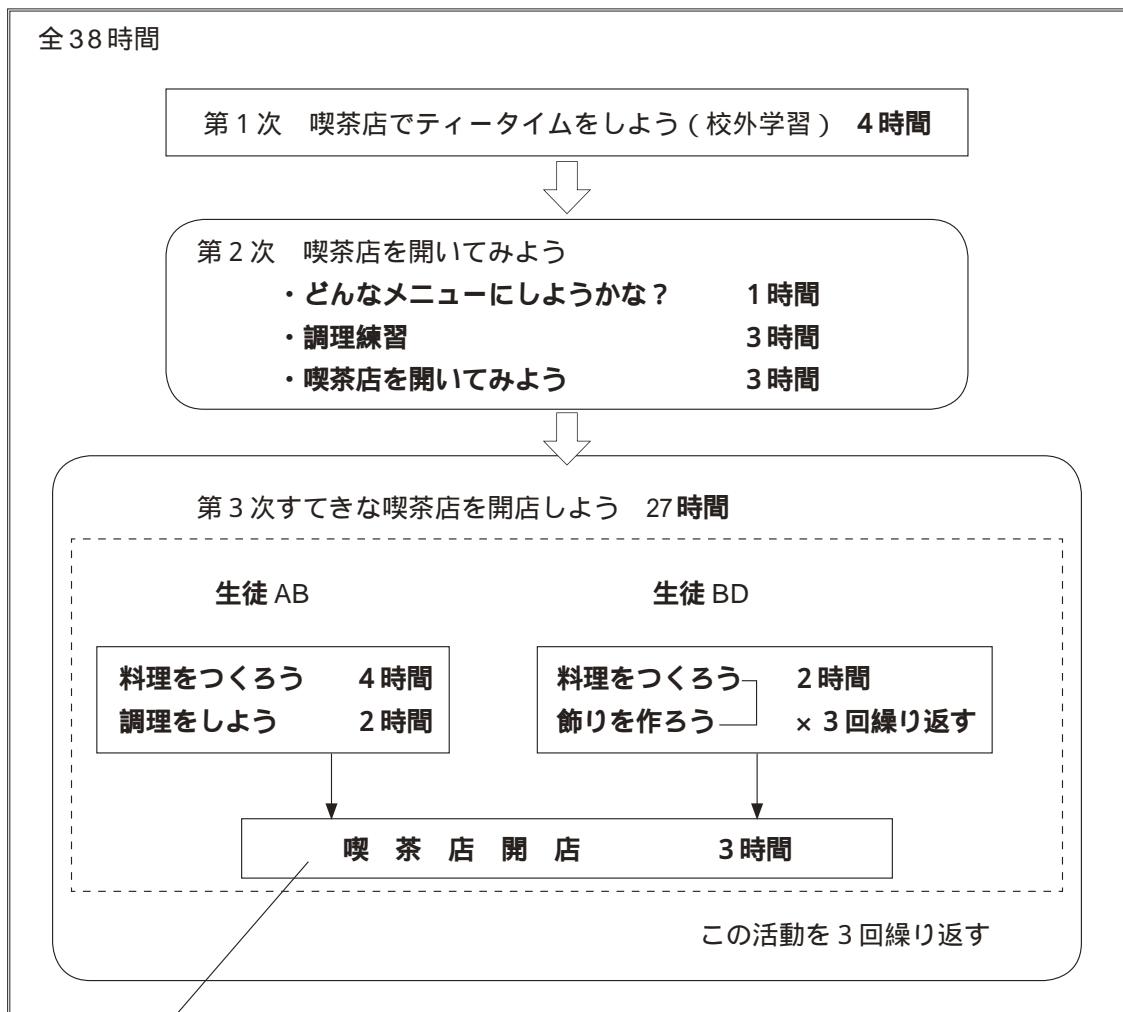 全38時間
第1次 喫茶店でティータイムをしよう(校外学習) 4時間
第2次 喫茶店を開いてみよう
・どんなメニューにしようかな? 1時間
・調理練習 3時間
・喫茶店を開いてみよう 3時間
第3次すてきな喫茶店を開店しよう 27時間
生徒AB
料理をつくろう 4時間
調理をしよう 2時間
生徒BD
料理をつくろう 2時間
飾りを作ろう ×3回繰り返す
喫茶店開店 3時間
この活動を3回繰り返す